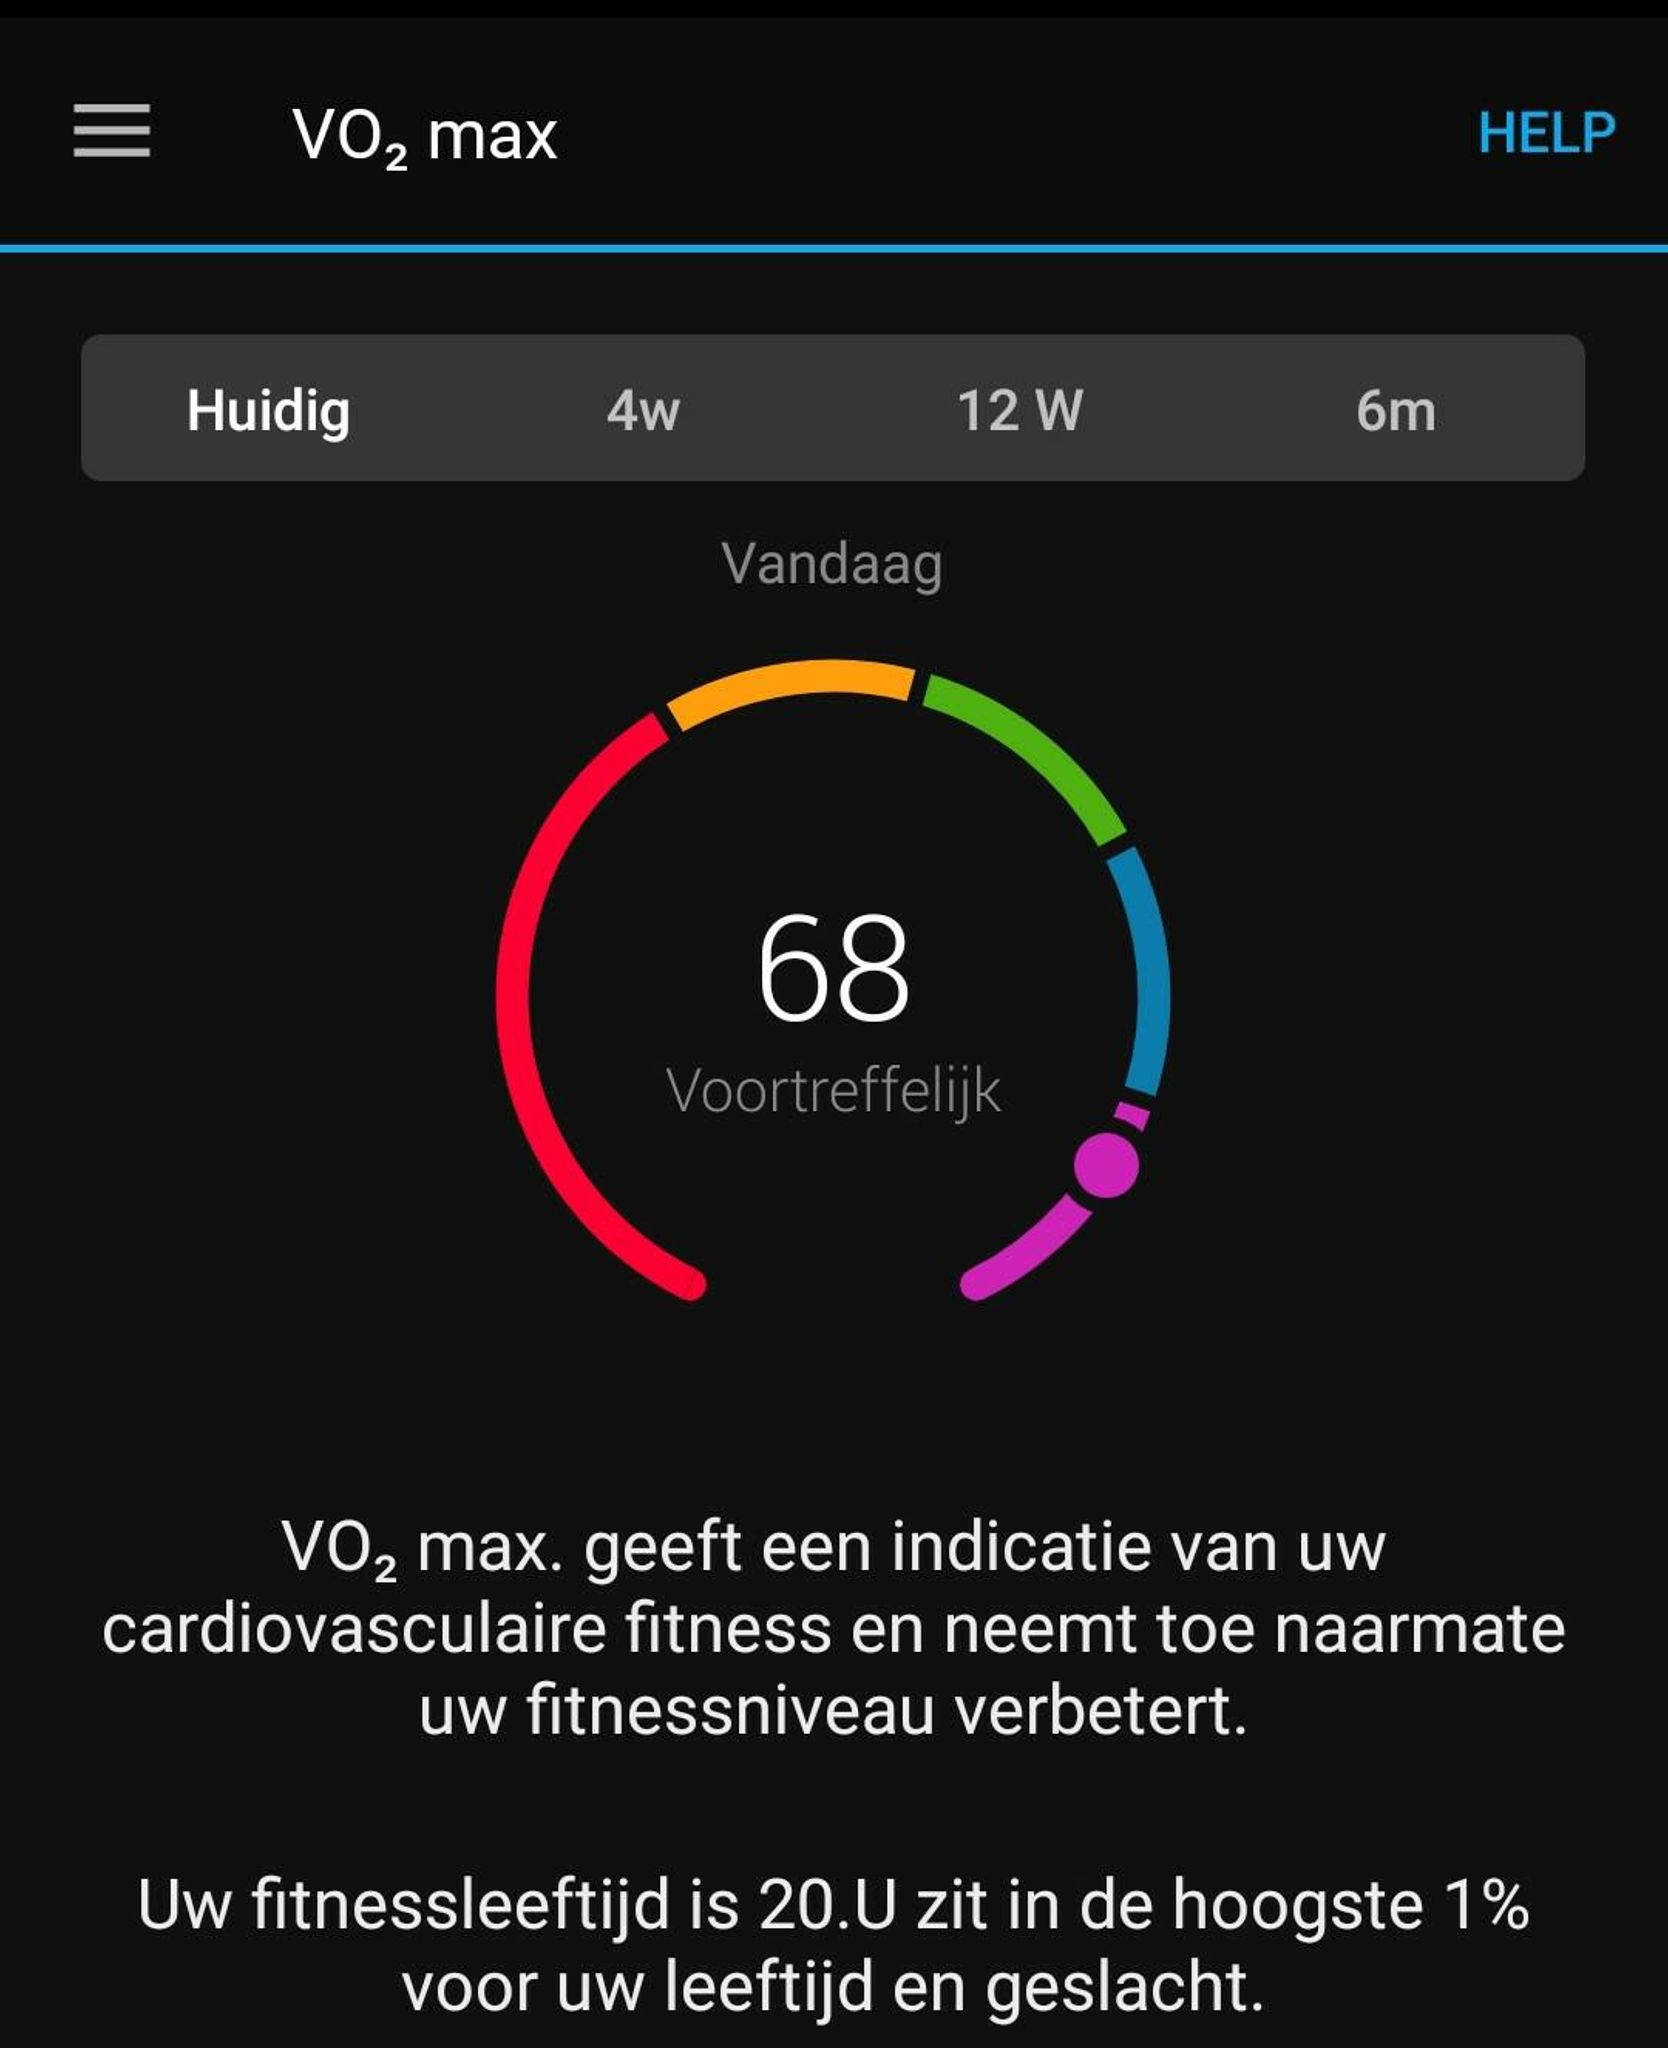 VO₂ max
HELP
Huidig 4w 12 W 6m
Vandaag
68
Voortreffelijk
VO₂ max. geeft een indicatie van uw
cardiovasculaire fitness en neemt toe naarmate
uw fitnessniveau verbetert.
Uw fitnessleeftijd is 20.U zit in de hoogste 1%
voor uw leeftijd en geslacht.